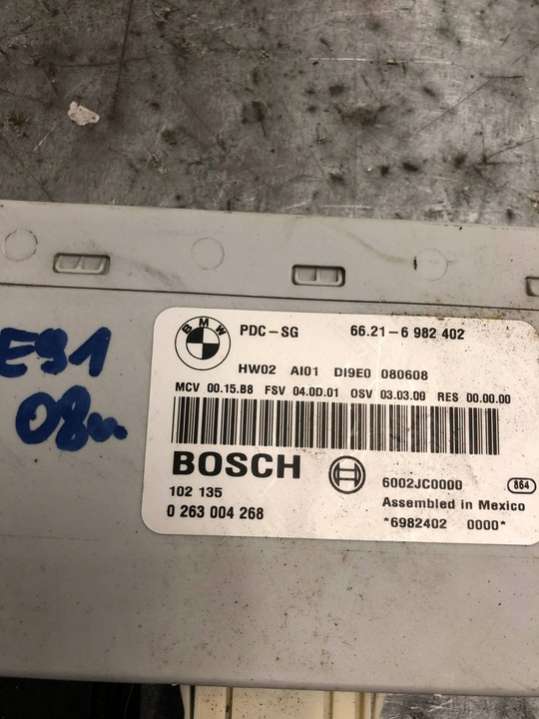 E91
08...
BMW
PDC-SG 66.21-6 982 402
HW02 AI01 DI9E0 080608
MCV 00.15.B8 FSV 04.0D.01 OSV 03.03.09 RES 00.00.00
BOSCH
6002JC0000 864
102 135 Assembled in Mexico
0 263 004 268 *6982402 0000*